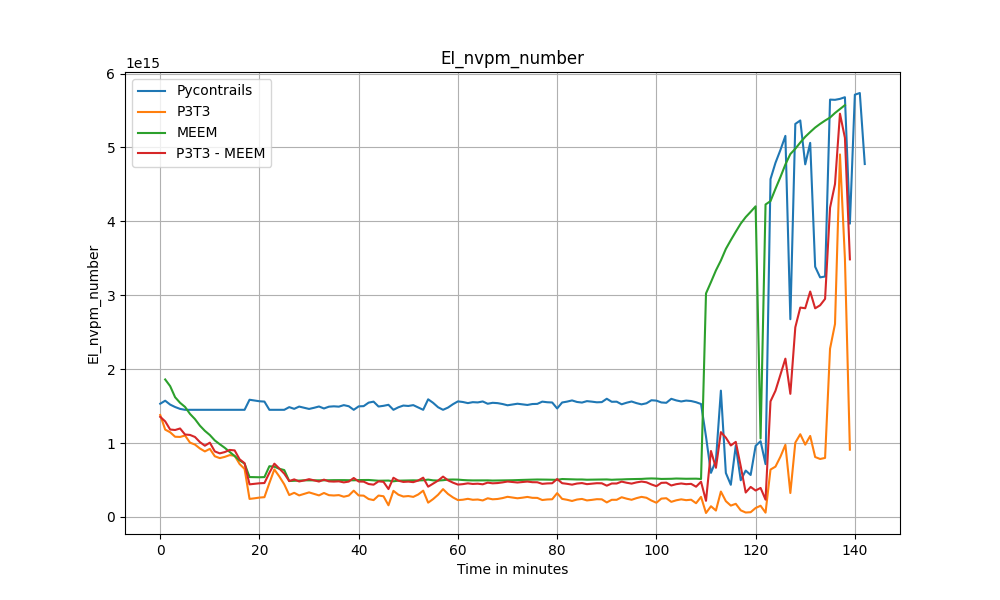 EI_nvpm_number
1e15
Pycontrails
P3T3
MEEM
P3T3 - MEEM
6
5
4
3
2
1
0
EI_nvpm_number
0 20 40 60 80 100 120 140
Time in minutes